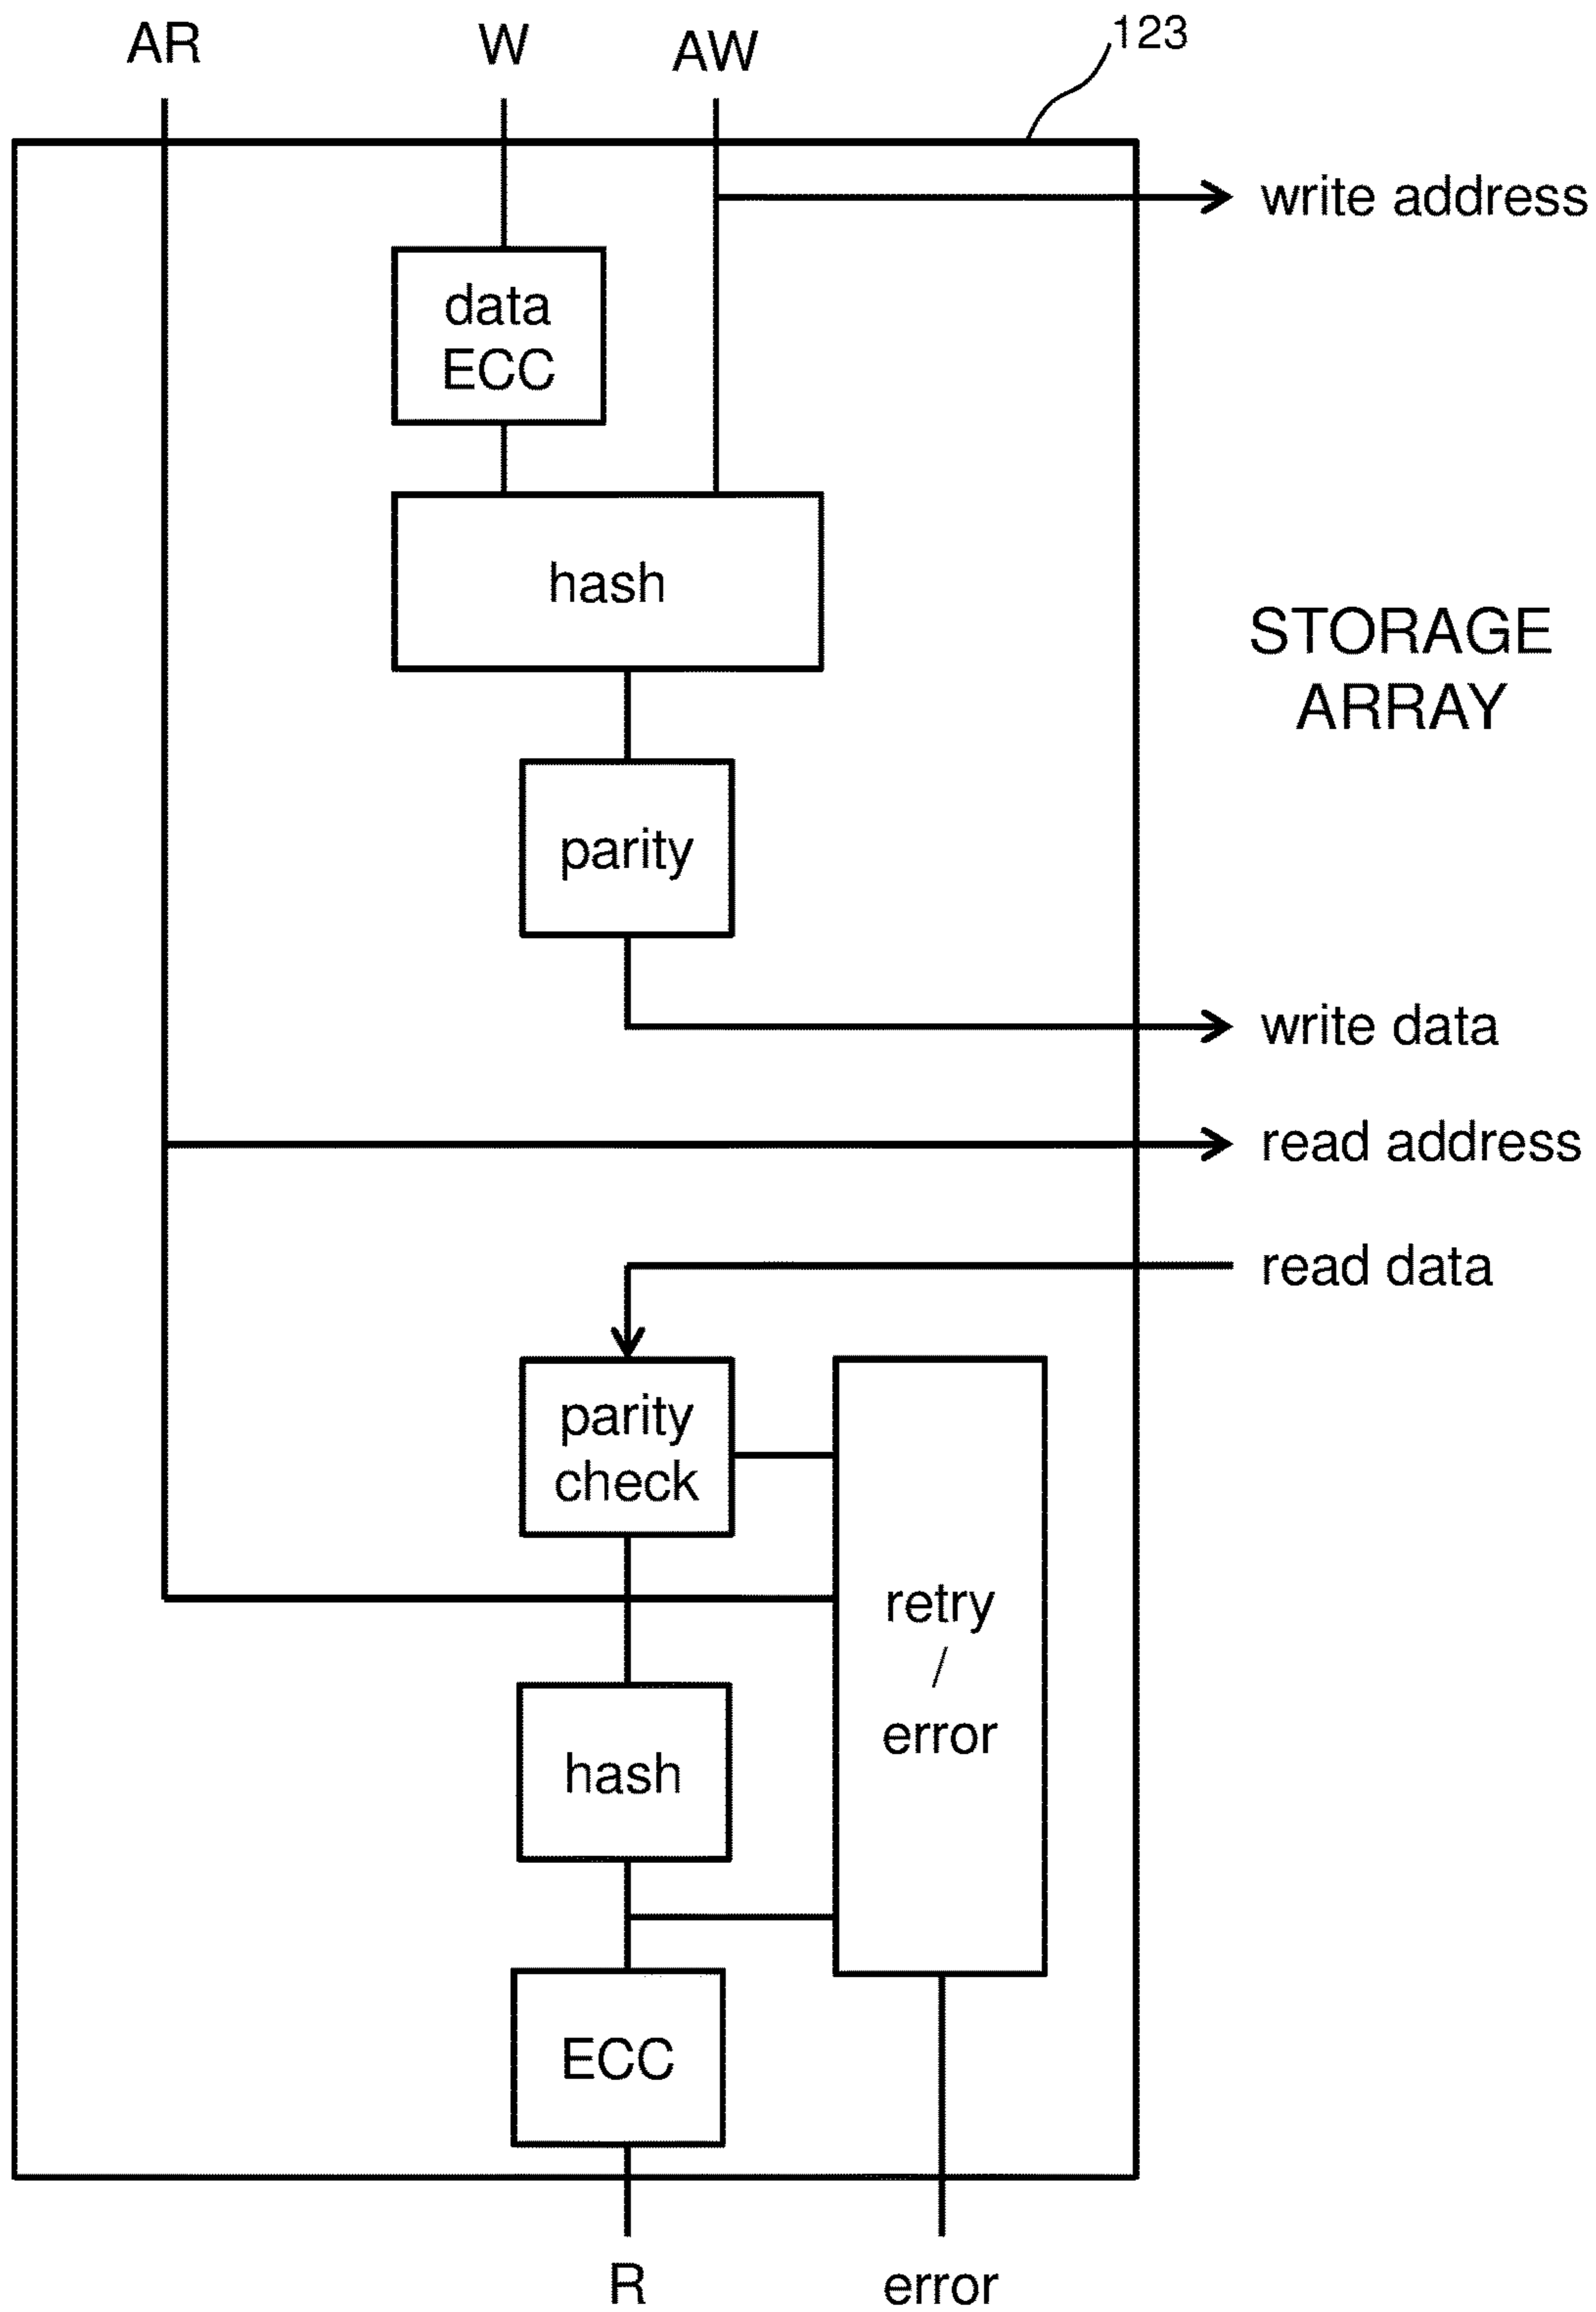 AR
W
AW
123
write address
data
ECC
hash
STORAGE
ARRAY
parity
write data
read address
read data
parity
check
retry
/
error
hash
ECC
R
error